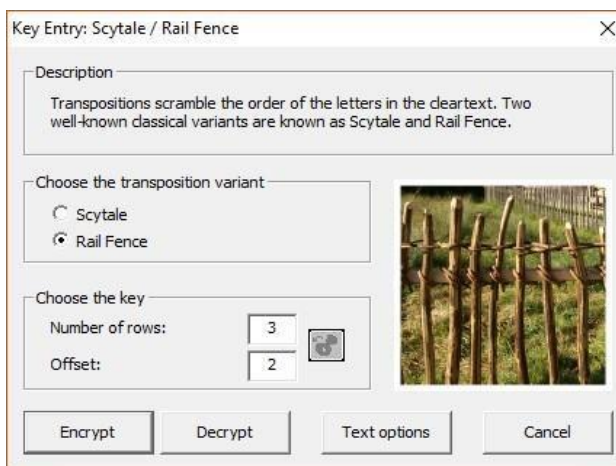 Key Entry: Scytale / Rail Fence
Description
Transpositions scramble the order of the letters in the cleartext. Two
well-known classical variants are known as Scytale and Rail Fence.
Choose the transposition variant
Scytale
Rail Fence
Choose the key
Number of rows: 3
Offset: 2
Encrypt Decrypt Text options Cancel